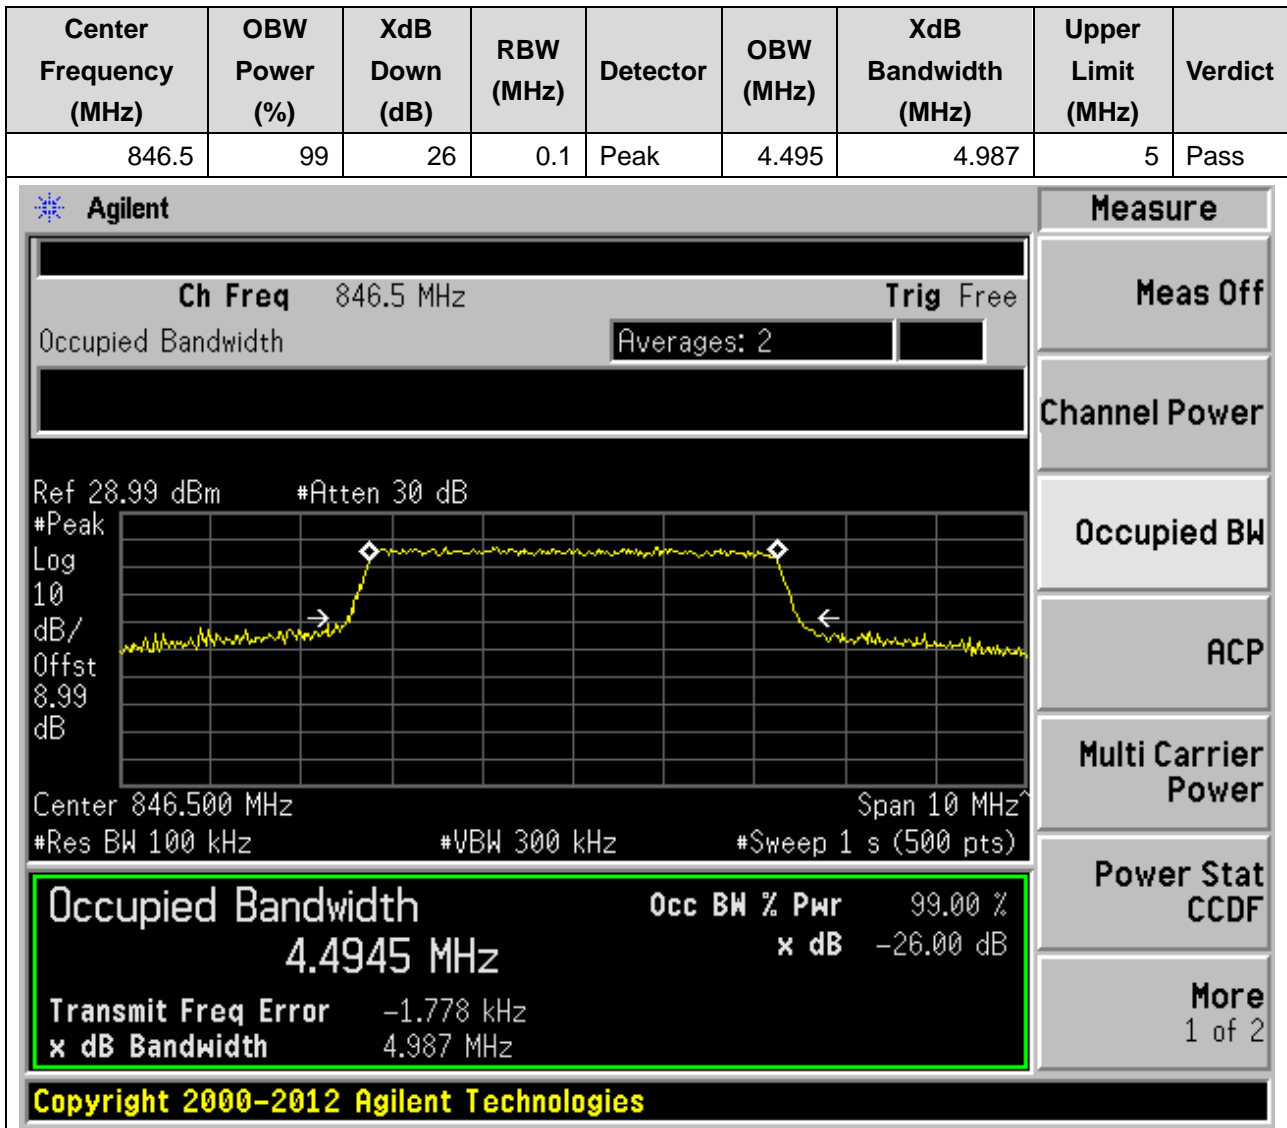 Center Frequency (MHz) OBW Power (%) XdB Down (dB) RBW (MHz) Detector OBW (MHz) XdB Bandwidth (MHz) Upper Limit (MHz) Verdict
846.5 99 26 0.1 Peak 4.495 4.987 5 Pass
Agilent
Measure
Ch Freq 846.5 MHz Trig Free
Meas Off
Occupied Bandwidth Averages: 2
Channel Power
Ref 28.99 dBm #Atten 30 dB
#Peak
Log
10
dB/
Offst
8.99
dB
Occupied BW
ACP
Multi Carrier
Power
Center 846.500 MHz Span 10 MHz^
#Res BW 100 kHz #VBW 300 kHz #Sweep 1 s (500 pts)
Power Stat
CCDF
Occupied Bandwidth Occ BW % Pwr 99.00 %
4.4945 MHz x dB -26.00 dB
Transmit Freq Error -1.778 kHz
x dB Bandwidth 4.987 MHz
More
1 of 2
Copyright 2000-2012 Agilent Technologies